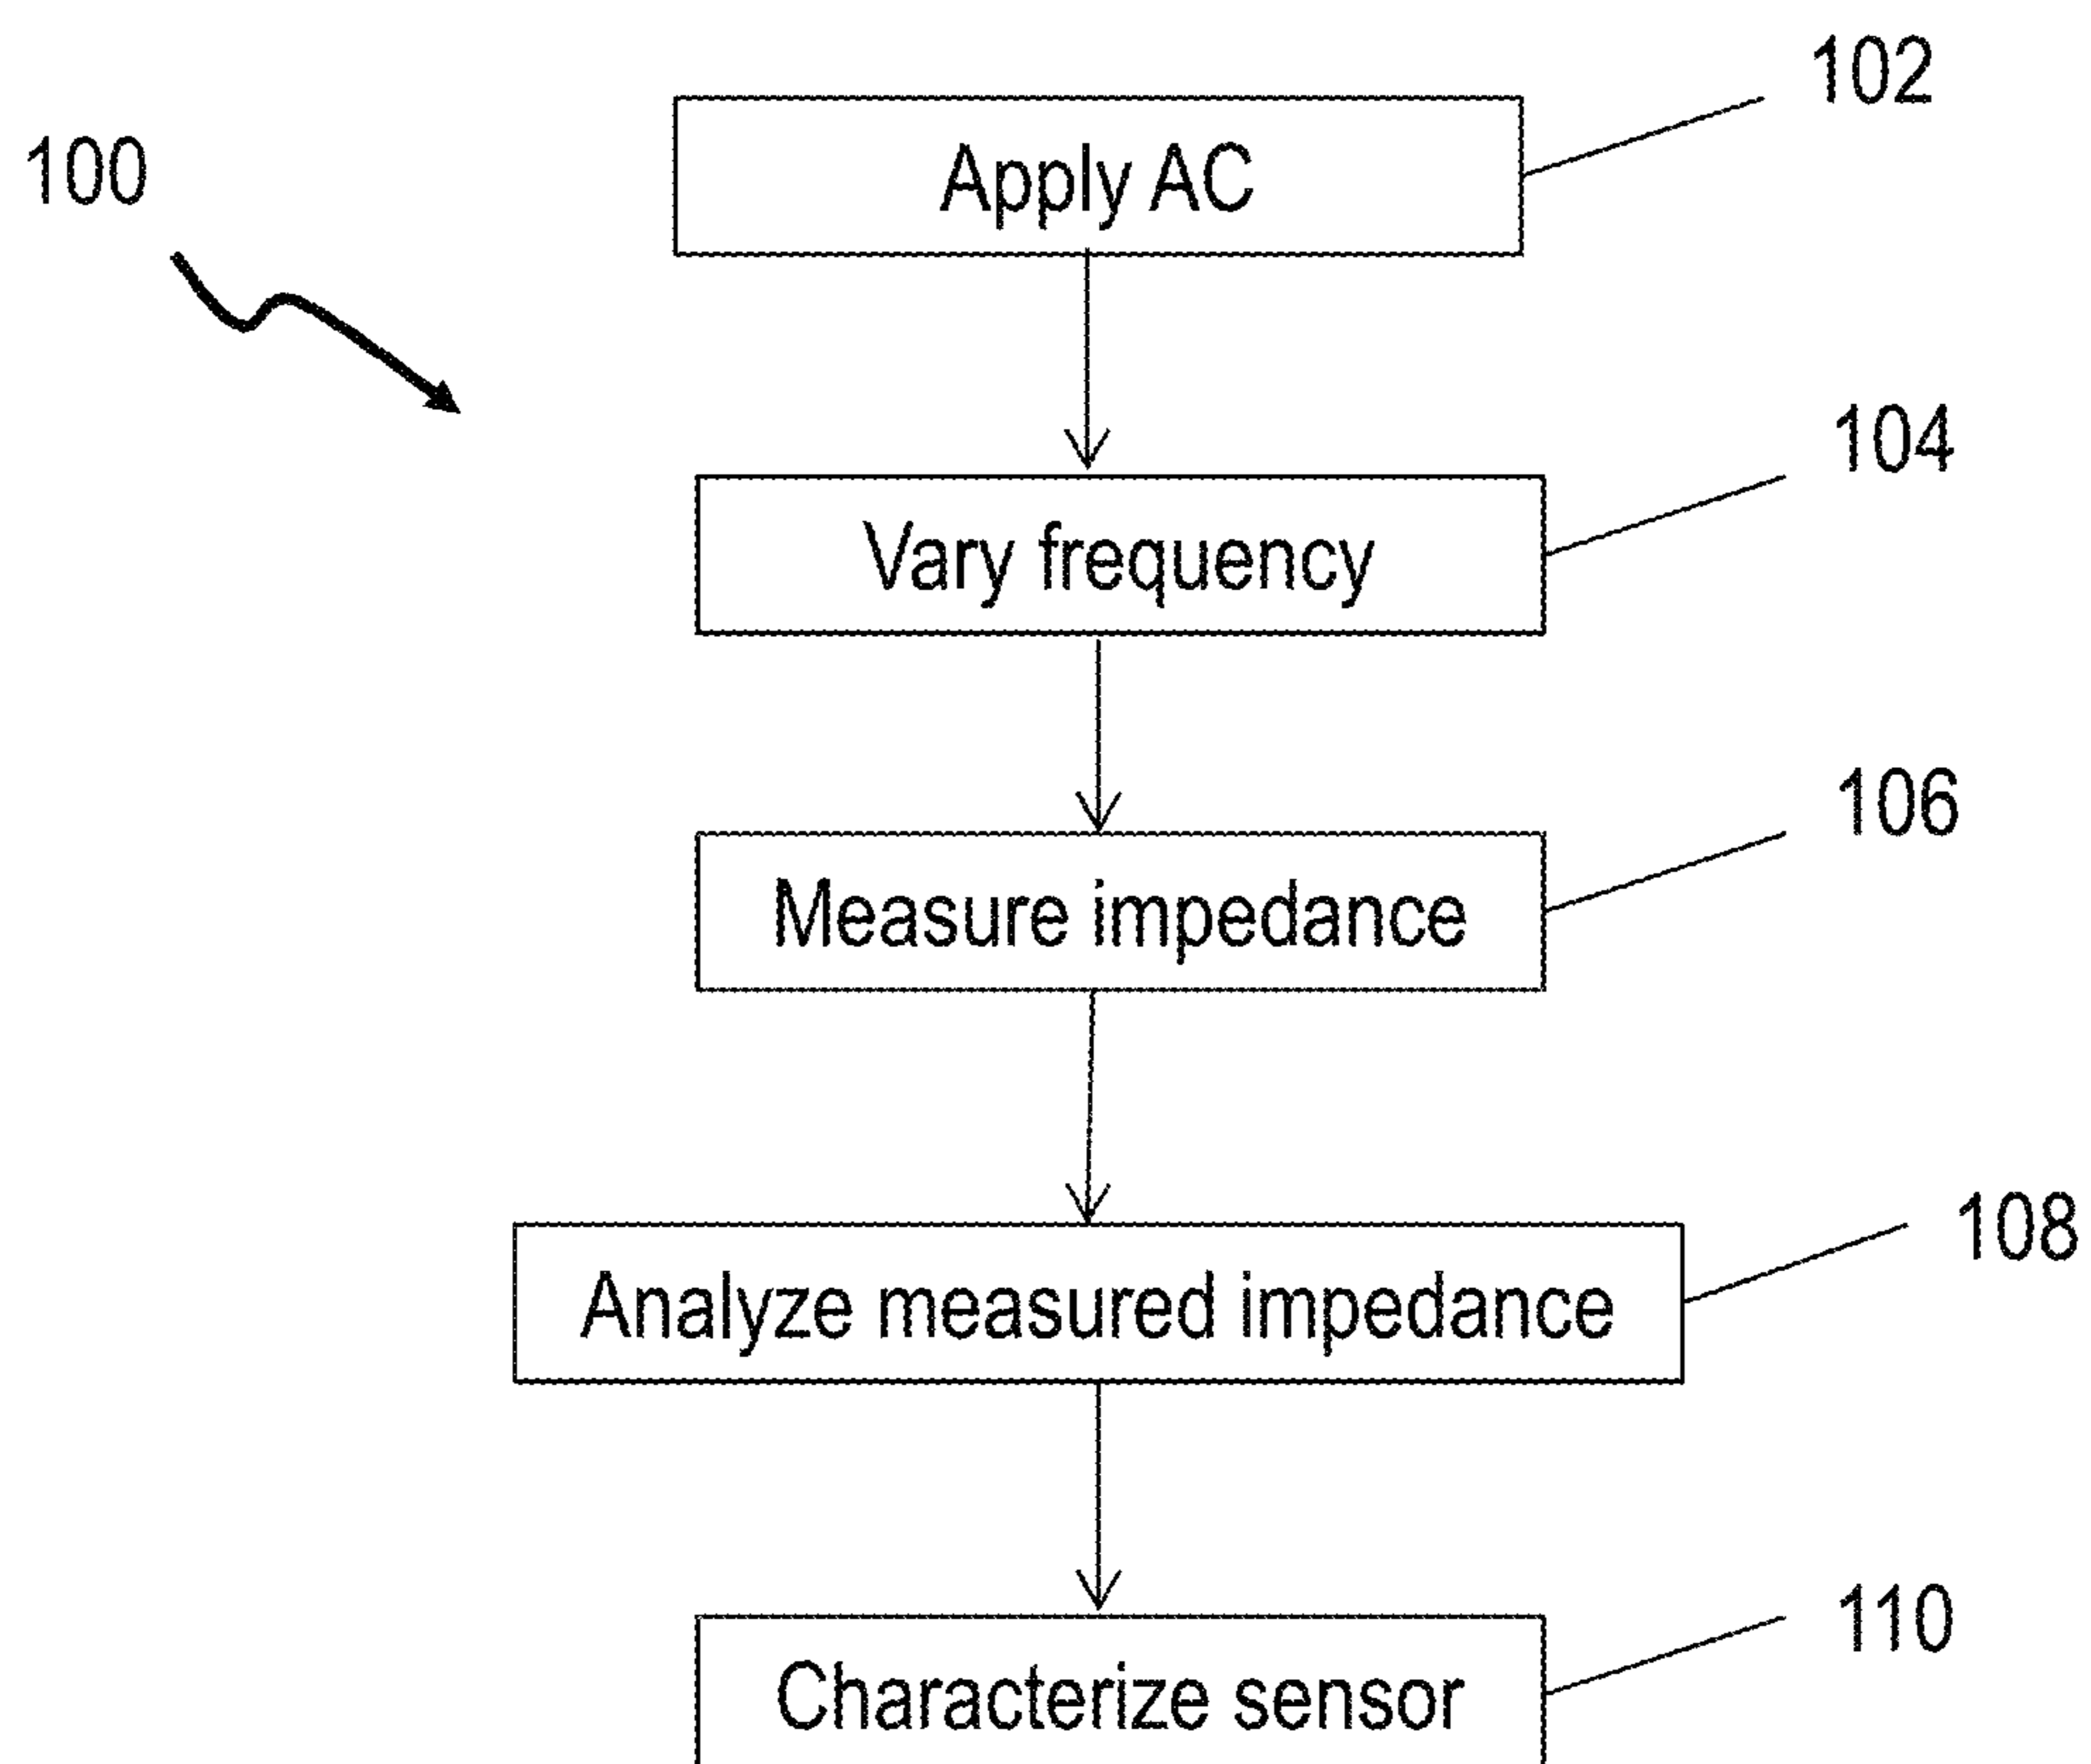 102
100
Apply AC
104
Vary frequency
106
Measure impedance
108
Analyze measured impedance
110
Characterize sensor